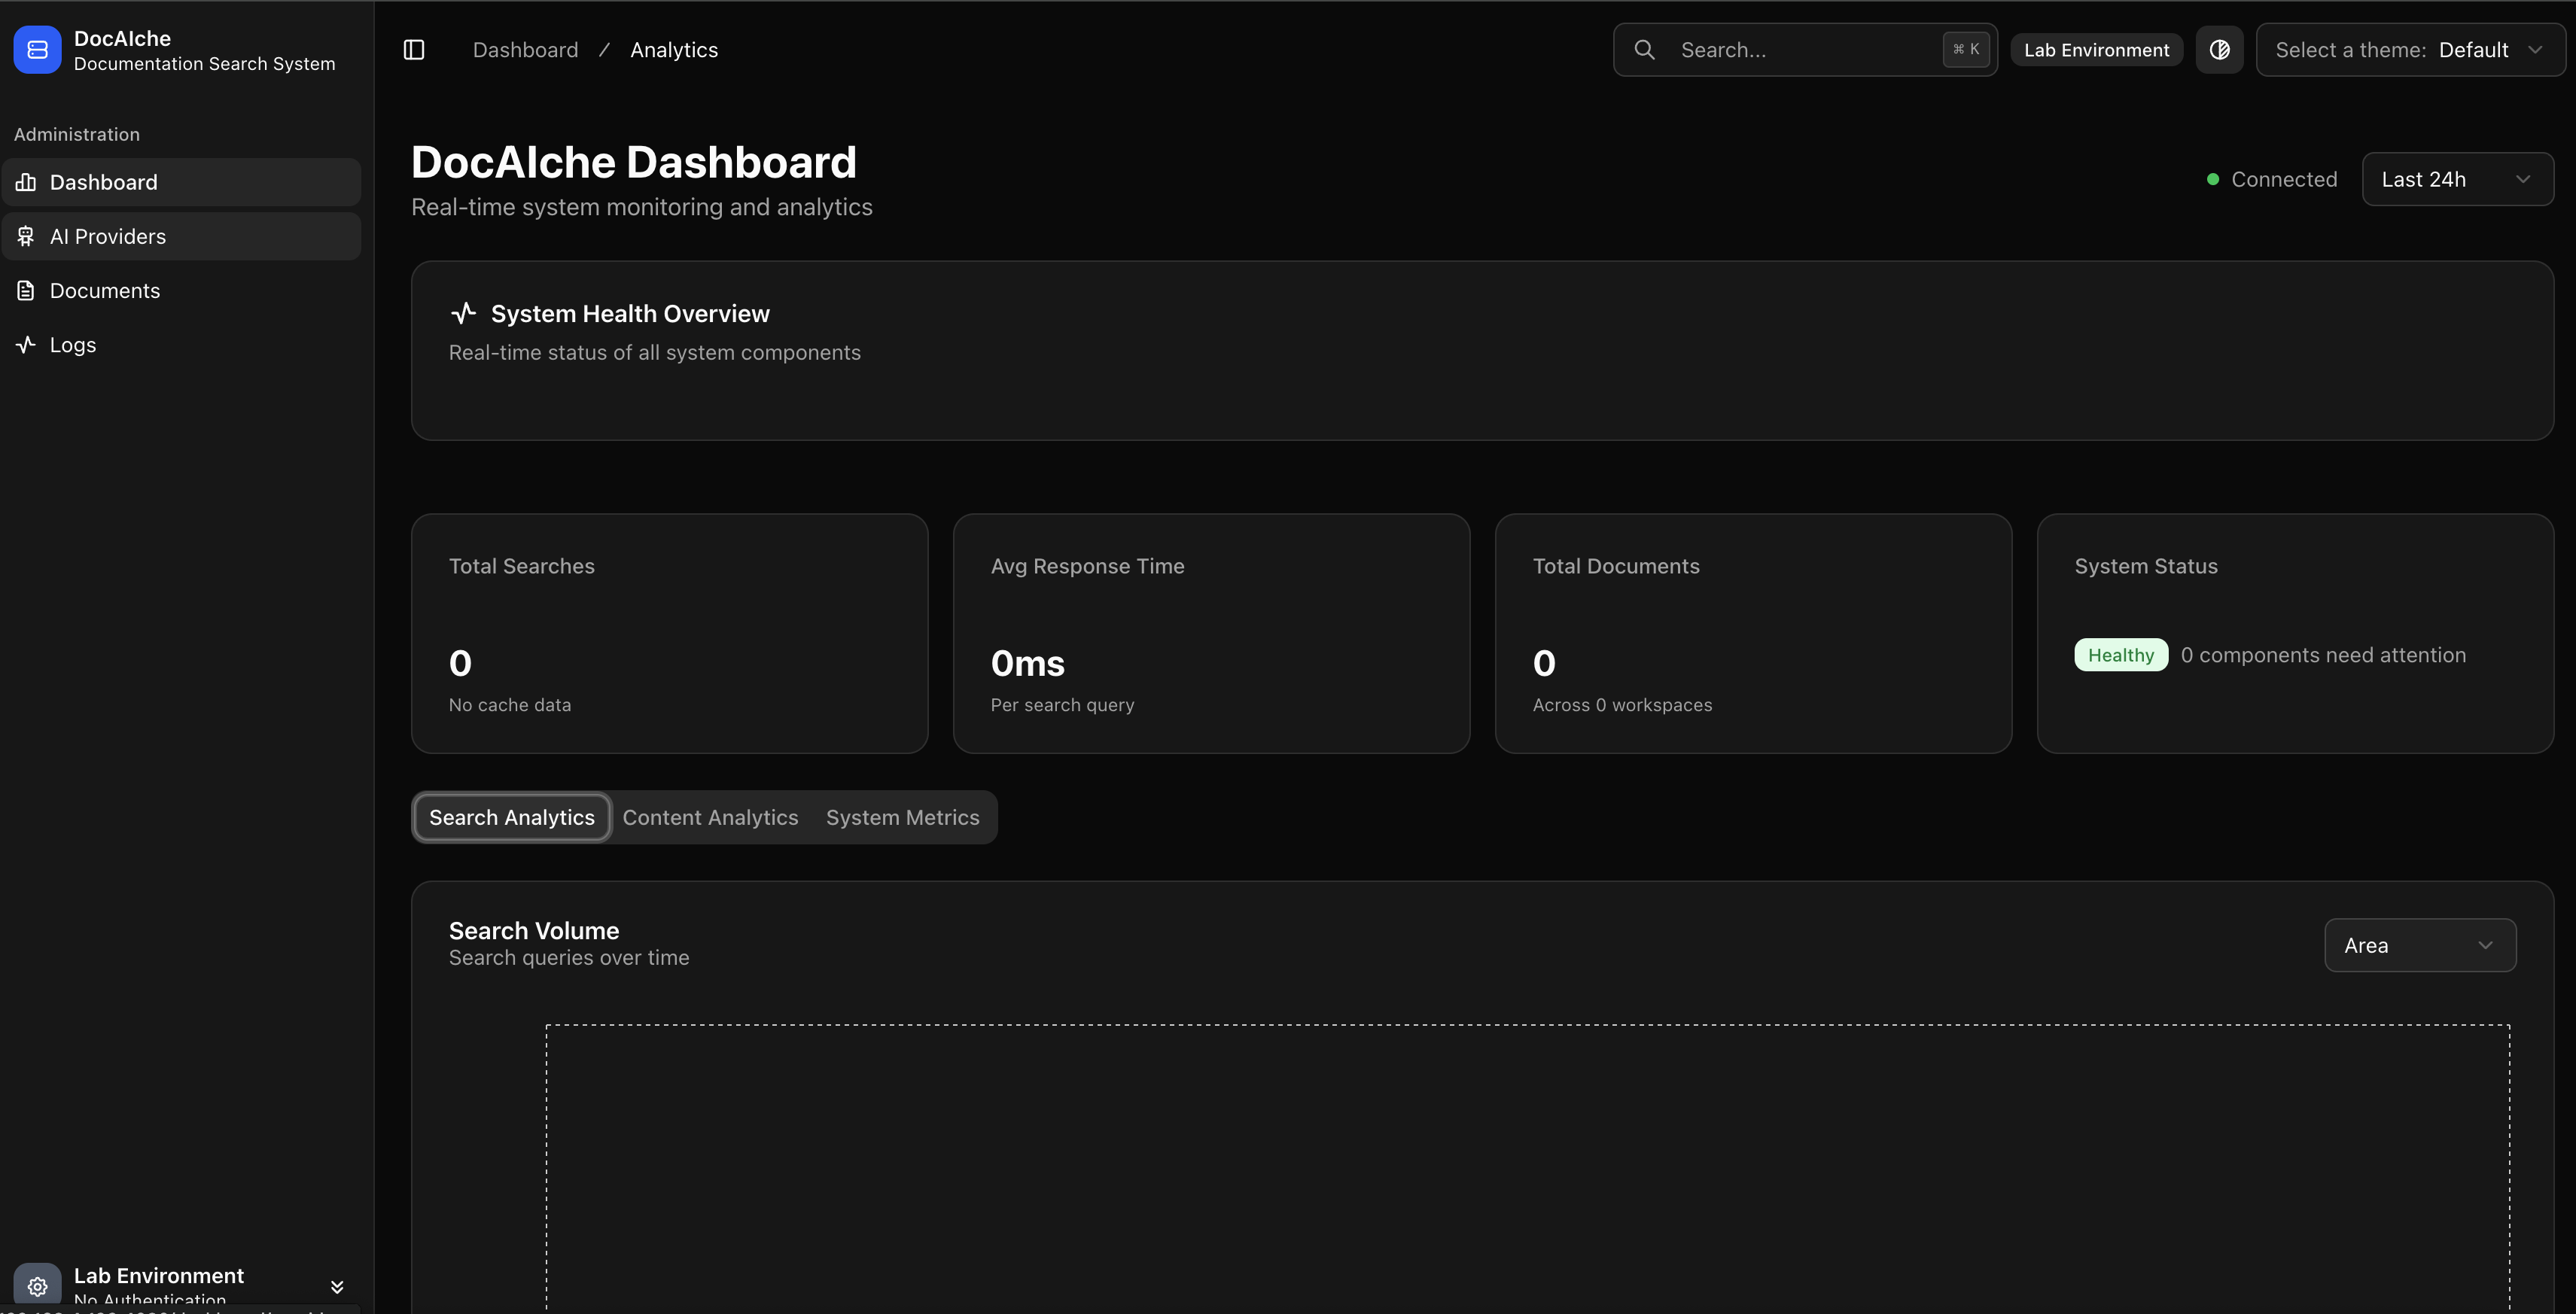 DocAIche
Documentation Search System
Administration
Dashboard
AI Providers
Documents
Logs
Lab Environment
No Authentication
Dashboard / Analytics
Search...
⌘ K
Lab Environment
Select a theme: Default
DocAIche Dashboard
Real-time system monitoring and analytics
Connected
Last 24h
System Health Overview
Real-time status of all system components
Total Searches
0
No cache data
Avg Response Time
0ms
Per search query
Total Documents
0
Across 0 workspaces
System Status
Healthy
0 components need attention
Search Analytics
Content Analytics
System Metrics
Search Volume
Search queries over time
Area